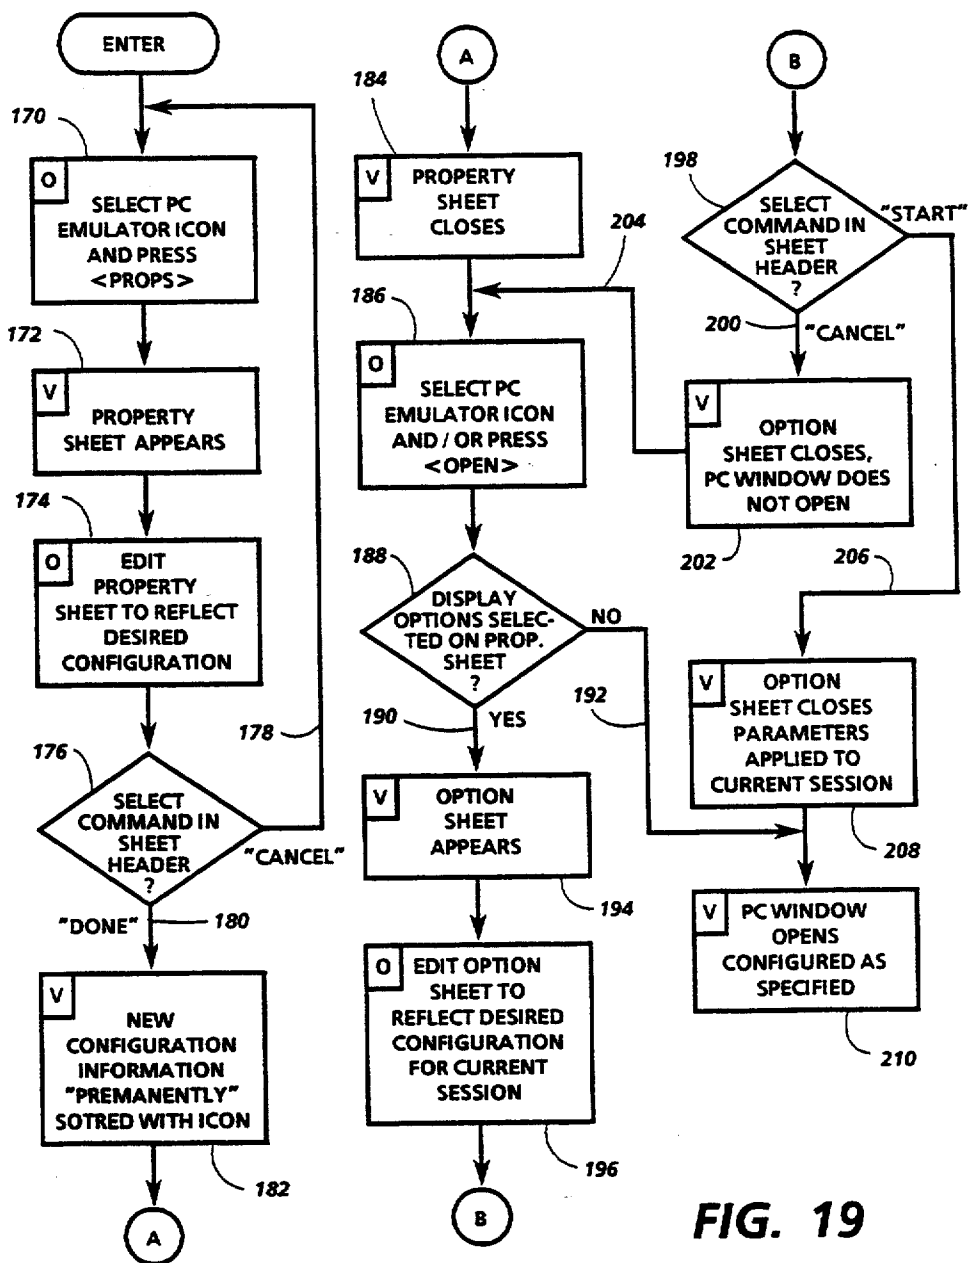 ENTER
170
O
SELECT PC
EMULATOR ICON
AND PRESS
<PROPS>
172
V
PROPERTY
SHEET APPEARS
174
O
EDIT
PROPERTY
SHEET TO REFLECT
DESIRED
CONFIGURATION
176
178
SELECT
COMMAND IN
SHEET
HEADER
?
"CANCEL"
"DONE"
180
V
NEW
CONFIGURATION
INFORMATION
"PREMANENTLY"
SOTRED WITH ICON
182
A
A
184
V
PROPERTY
SHEET
CLOSES
204
186
O
SELECT PC
EMULATOR ICON
AND / OR PRESS
<OPEN>
188
DISPLAY
OPTIONS SELEC-
TED ON PROP.
SHEET
?
NO
192
190
YES
V
OPTION
SHEET
APPEARS
194
O
EDIT OPTION
SHEET TO
REFLECT DESIRED
CONFIGURATION
FOR CURRENT
SESSION
196
B
B
198
SELECT
COMMAND IN
SHEET
HEADER
?
"START"
200
"CANCEL"
V
OPTION
SHEET CLOSES,
PC WINDOW DOES
NOT OPEN
202
206
V
OPTION
SHEET CLOSES
PARAMETERS
APPLIED TO
CURRENT SESSION
208
V
PC WINDOW
OPENS
CONFIGURED AS
SPECIFIED
210
FIG. 19